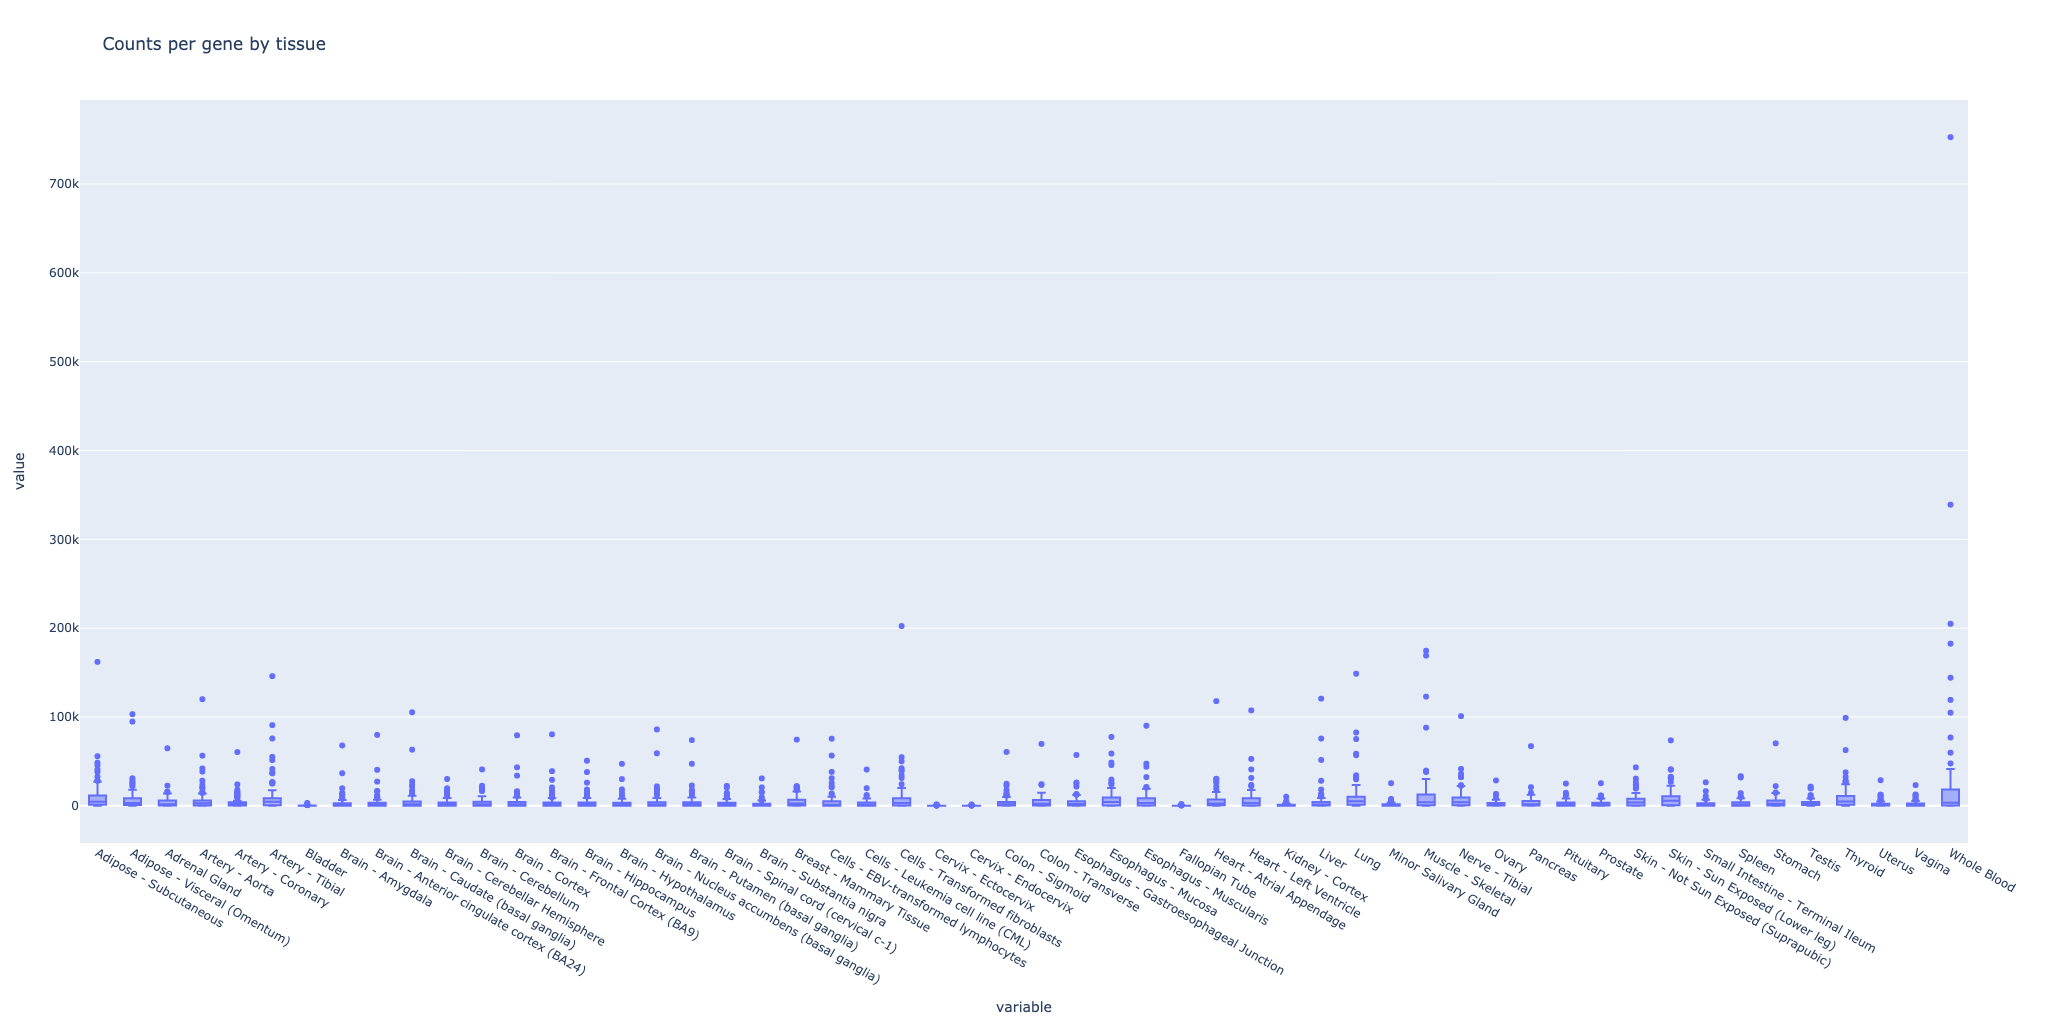 Counts per gene by tissue
700k
600k
500k
400k
300k
200k
100k
0
value
Adipose - Subcutaneous
Adipose - Visceral (Omentum)
Adrenal Gland
Artery - Aorta
Artery - Coronary
Artery - Tibial
Bladder
Brain - Amygdala
Brain - Anterior cingulate cortex (BA24)
Brain - Caudate (basal ganglia)
Brain - Cerebellar Hemisphere
Brain - Cerebellum
Brain - Cortex
Brain - Frontal Cortex (BA9)
Brain - Hippocampus
Brain - Hypothalamus
Brain - Nucleus accumbens (basal ganglia)
Brain - Putamen (basal ganglia)
Brain - Spinal cord (cervical c-1)
Brain - Substantia nigra
Breast - Mammary Tissue
Cells - EBV-transformed lymphocytes
Cells - Leukemia cell line (CML)
Cells - Transformed fibroblasts
Cervix - Ectocervix
Cervix - Endocervix
Colon - Sigmoid
Colon - Transverse
Esophagus - Gastroesophageal Junction
Esophagus - Mucosa
Esophagus - Muscularis
Fallopian Tube
Heart - Atrial Appendage
Heart - Left Ventricle
Kidney - Cortex
Liver
Lung
Minor Salivary Gland
Muscle - Skeletal
Nerve - Tibial
Ovary
Pancreas
Pituitary
Prostate
Skin - Not Sun Exposed (Suprapubic)
Skin - Sun Exposed (Lower leg)
Small Intestine - Terminal Ileum
Spleen
Stomach
Testis
Thyroid
Uterus
Vagina
Whole Blood
variable